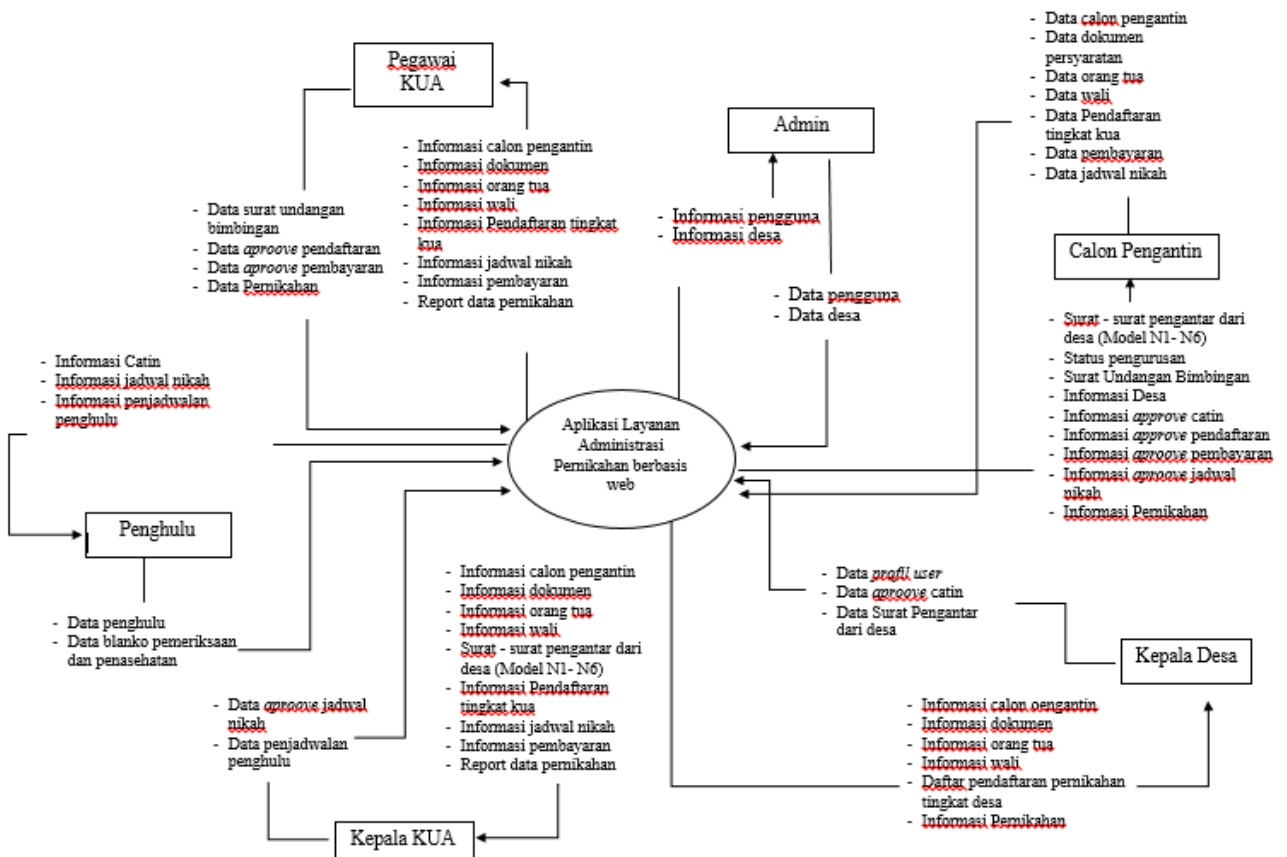 Pegawai
KUA
- Data surat undangan
bimbingan
- Data aproove pendaftaran
- Data aproove pembayaran
- Data Pernikahan
- Informasi calon pengantin
- Informasi dokumen
- Informasi orang tua
- Informasi wali
- Informasi Pendaftaran tingkat
kua
- Informasi jadwal nikah
- Informasi pembayaran
- Report data pernikahan
Admin
- Informasi pengguna
- Informasi desa
- Data pengguna
- Data desa
- Data calon pengantin
- Data dokumen
persyaratan
- Data orang tua
- Data wali
- Data Pendaftaran
tingkat kua
- Data pembayaran
- Data jadwal nikah
Calon Pengantin
- Surat - surat pengantar dari
desa (Model N1- N6)
- Status pengurusan
- Surat Undangan Bimbingan
- Informasi Desa
- Informasi approve catin
- Informasi approve pendaftaran
- Informasi aproove pembayaran
- Informasi aproove jadwal
nikah
- Informasi Pernikahan
- Informasi Catin
- Informasi jadwal nikah
- Informasi penjadwalan
penghulu
Aplikasi Layanan
Administrasi
Pernikahan berbasis
web
Penghulu
- Data penghulu
- Data blanko pemeriksaan
dan penasehatan
- Data aproove jadwal
nikah
- Data penjadwalan
penghulu
- Informasi calon pengantin
- Informasi dokumen
- Informasi orang tua
- Informasi wali
- Surat - surat pengantar dari
desa (Model N1- N6)
- Informasi Pendaftaran
tingkat kua
- Informasi jadwal nikah
- Informasi pembayaran
- Report data pernikahan
Kepala KUA
- Data profil user
- Data aproove catin
- Data Surat Pengantar
dari desa
Kepala Desa
- Informasi calon oengantin
- Informasi dokumen
- Informasi orang tua
- Informasi wali
- Daftar pendaftaran pernikahan
tingkat desa
- Informasi Pernikahan